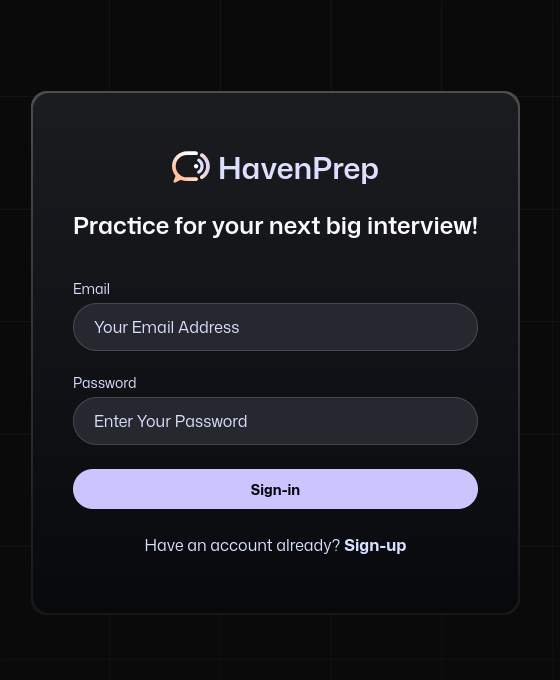 HavenPrep
Practice for your next big interview!
Email
Your Email Address
Password
Enter Your Password
Sign-in
Have an account already? Sign-up